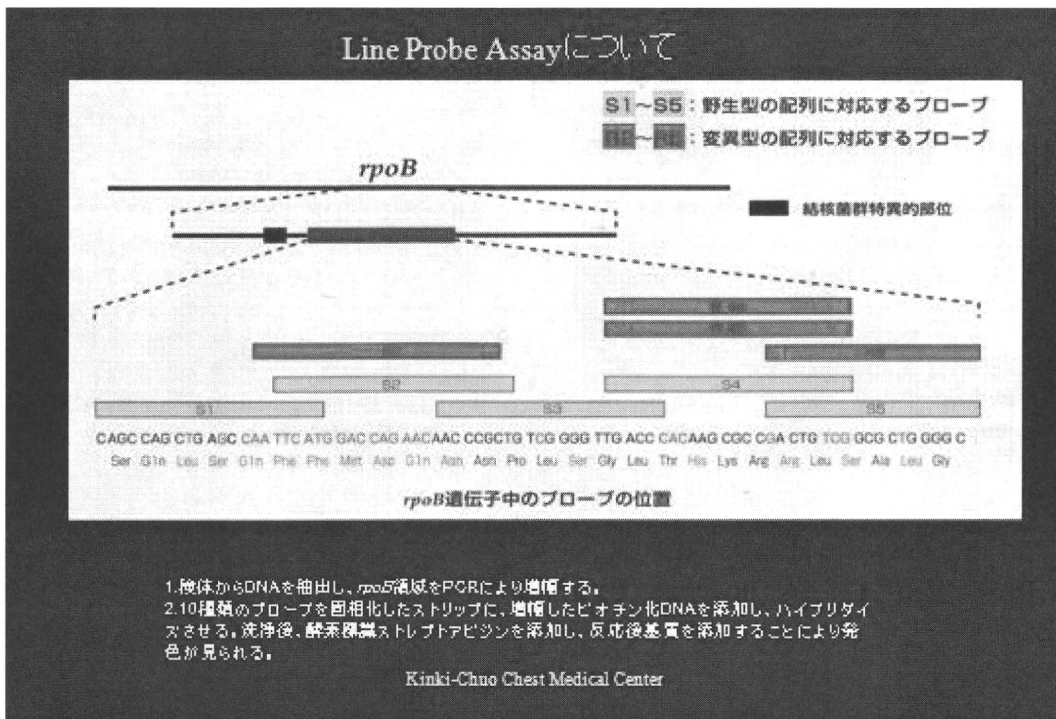 Line Probe Assayについて
S1～S5：野生型の配列に対応するプローブ
：変異型の配列に対応するプローブ
rpoB
結核菌群特異的部位
S2
S4
S1
S3
S5
CAGC CAG CTG AGC CAA TTC ATG GAC CAG AACAAC CCGCTG TCG GGG TTG ACC CACAAG CGC CGA CTG TCG GCG CTG GGG C
Ser Gln Leu Ser Gln Phe Phe Met Asp Gln Asn Asn Pro Leu Ser Gly Leu Thr His Lys Arg Arg Leu Ser Ala Leu Gly
rpoB遺伝子中のプローブの位置
1.検体からDNAを抽出し、rpoB領域をPCRにより増幅する。
2.10種類のプローブを固相化したストリップに、増幅したビオチン化DNAを添加し、ハイブリダイ
ズさせる。洗浄後、酵素標識ストレプトアビジンを添加し、反応後基質を添加することにより発
色が見られる。
Kinki-Chuo Chest Medical Center